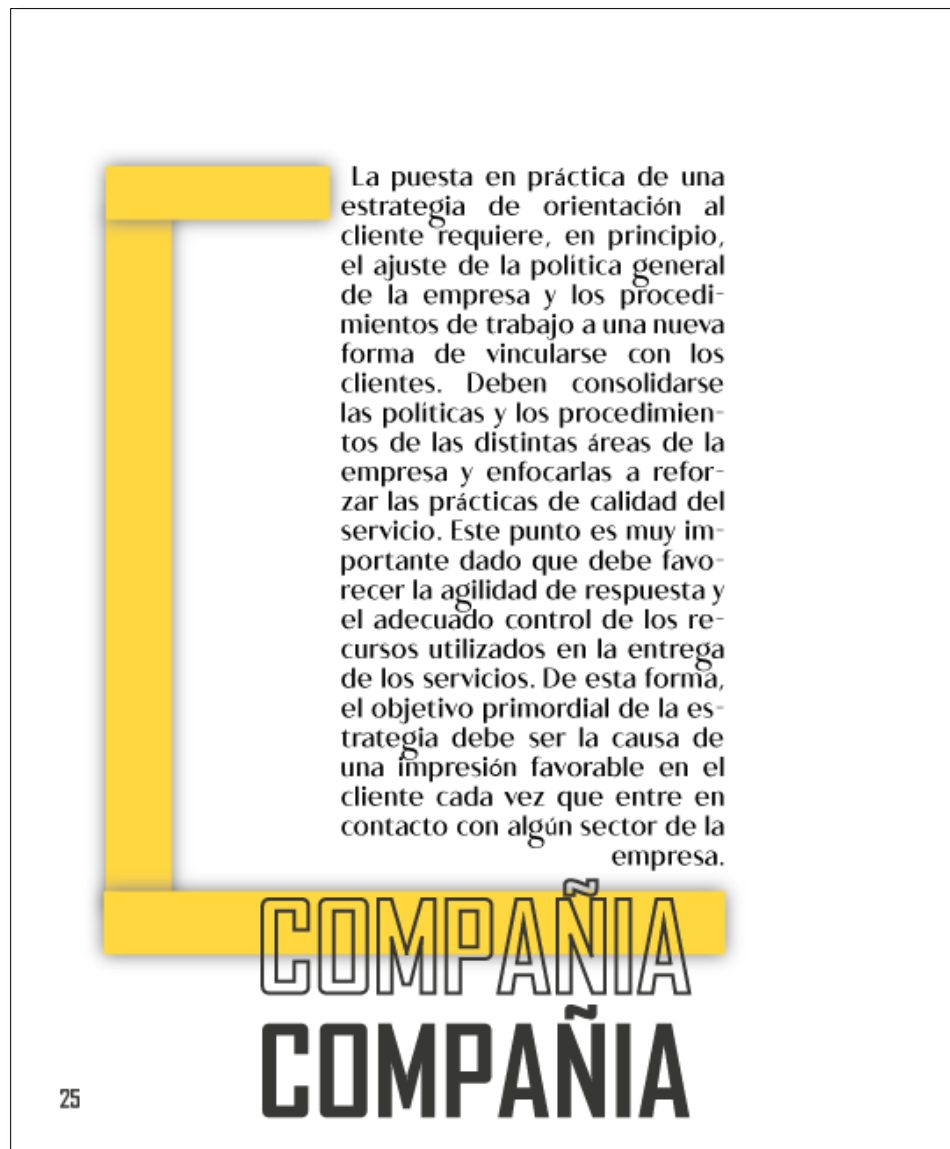 La puesta en práctica de una
estrategia de orientación al
cliente requiere, en principio,
el ajuste de la política general
de la empresa y los procedi-
mientos de trabajo a una nueva
forma de vincularse con los
clientes. Deben consolidarse
las políticas y los procedimien-
tos de las distintas áreas de la
empresa y enfocarlas a refor-
zar las prácticas de calidad del
servicio. Este punto es muy im-
portante dado que debe favo-
recer la agilidad de respuesta y
el adecuado control de los re-
cursos utilizados en la entrega
de los servicios. De esta forma,
el objetivo primordial de la es-
trategia debe ser la causa de
una impresión favorable en el
cliente cada vez que entre en
contacto con algún sector de la
empresa.
COMPAÑIA
COMPAÑIA
25